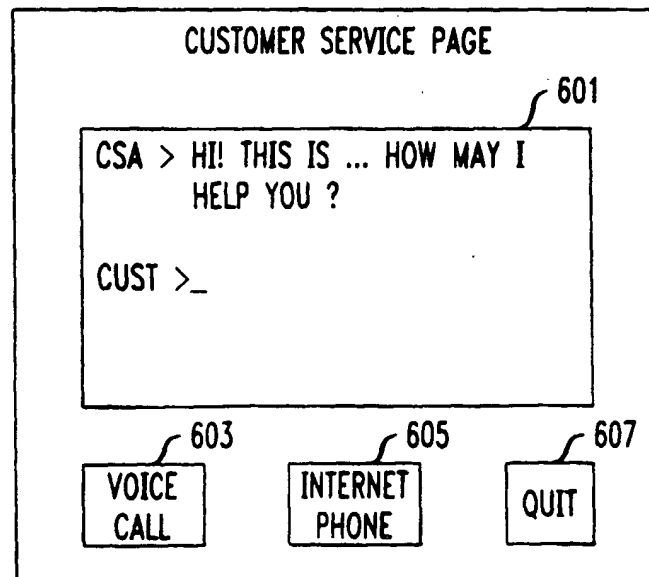 CUSTOMER SERVICE PAGE
601
CSA > HI! THIS IS ... HOW MAY I
HELP YOU ?
CUST >_
603
605
607
VOICE
CALL
INTERNET
PHONE
QUIT